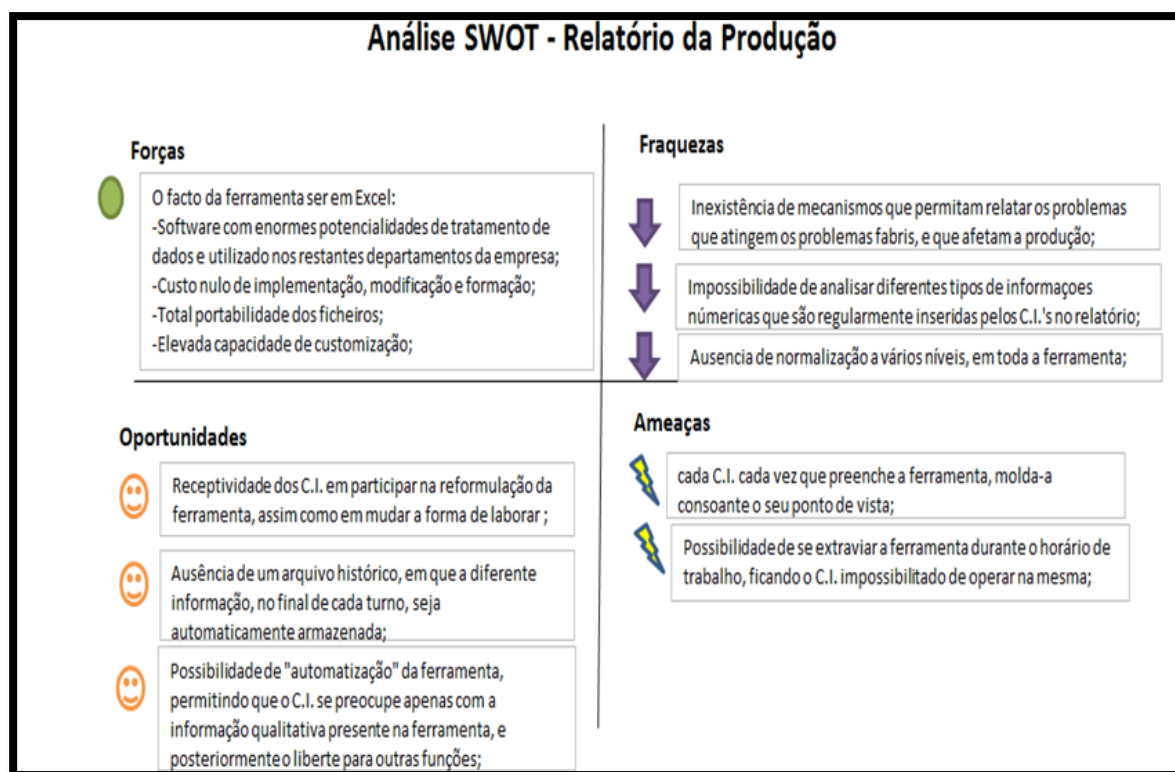 Análise SWOT - Relatório da Produção
Forças
O facto da ferramenta ser em Excel:
-Software com enormes potencialidades de tratamento de
dados e utilizado nos restantes departamentos da empresa;
-Custo nulo de implementação, modificação e formação;
-Total portabilidade dos ficheiros;
-Elevada capacidade de customização;
Fraquezas
Inexistência de mecanismos que permitam relatar os problemas
que atingem os problemas fabris, e que afetam a produção;
Impossibilidade de analisar diferentes tipos de informaçoes
númericas que são regularmente inseridas pelos C.I.'s no relatório;
Ausencia de normalização a vários níveis, em toda a ferramenta;
Oportunidades
Receptividade dos C.I. em participar na reformulação da
ferramenta, assim como em mudar a forma de laborar ;
Ausência de um arquivo histórico, em que a diferente
informação, no final de cada turno, seja
automaticamente armazenada;
Possibilidade de "automatização" da ferramenta,
permitindo que o C.I. se preocupe apenas com a
informação qualitativa presente na ferramenta, e
posteriormente o liberte para outras funções;
Ameaças
cada C.I. cada vez que preenche a ferramenta, molda-a
consoante o seu ponto de vista;
Possibilidade de se extraviar a ferramenta durante o horário de
trabalho, ficando o C.I. impossibilitado de operar na mesma;